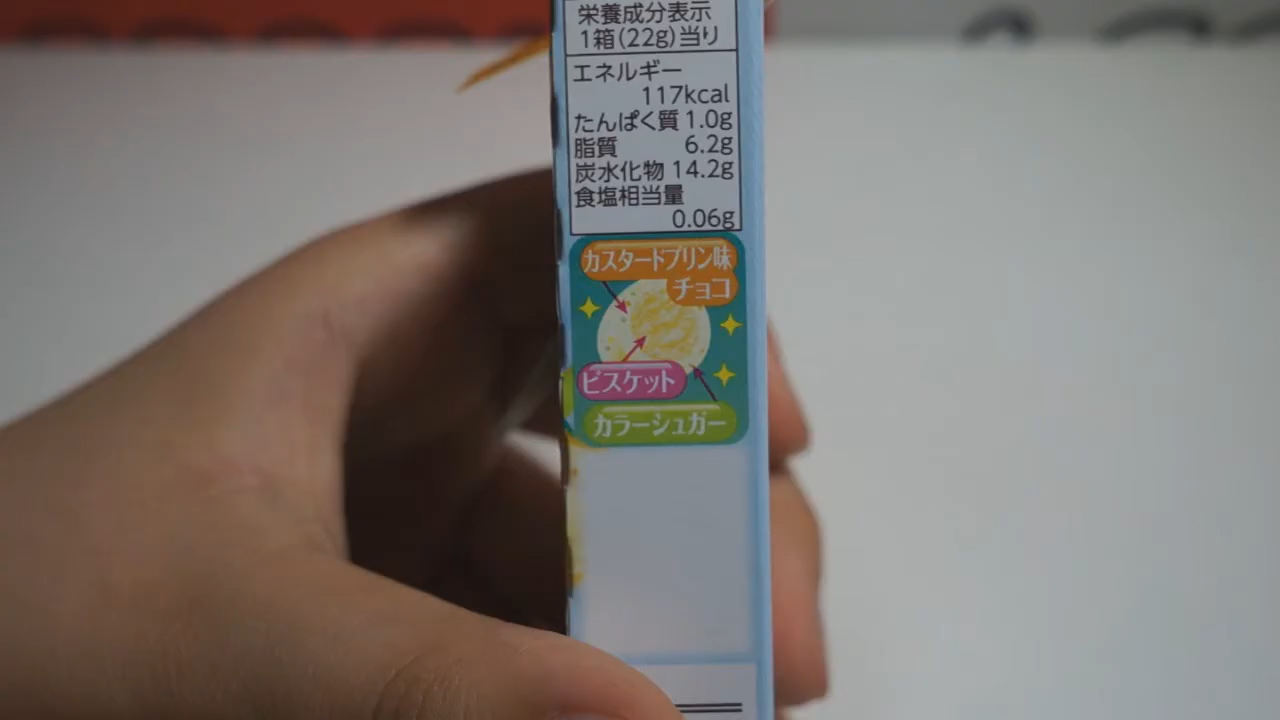 栄養成分表示
1箱(22g)当り
エネルギー
117kcal
たんぱく質 1.0g
脂質 6.2g
炭水化物 14.2g
食塩相当量
0.06g
カスタードプリン味
チョコ
ビスケット
カラーシュガー